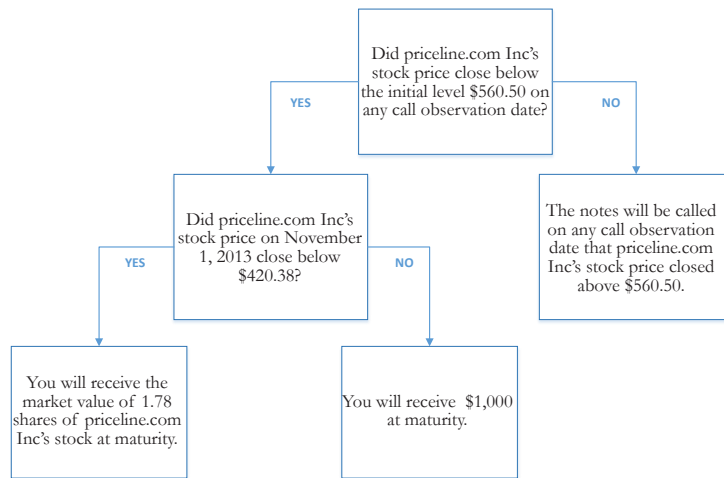 Did priceline.com Inc's
stock price close below
the initial level $560.50 on
any call observation date?
YES
NO
Did priceline.com Inc's
stock price on November
1, 2013 close below
$420.38?
The notes will be called
on any call observation
date that priceline.com
Inc's stock price closed
above $560.50.
YES
NO
You will receive the
market value of 1.78
shares of priceline.com
Inc's stock at maturity.
You will receive $1,000
at maturity.